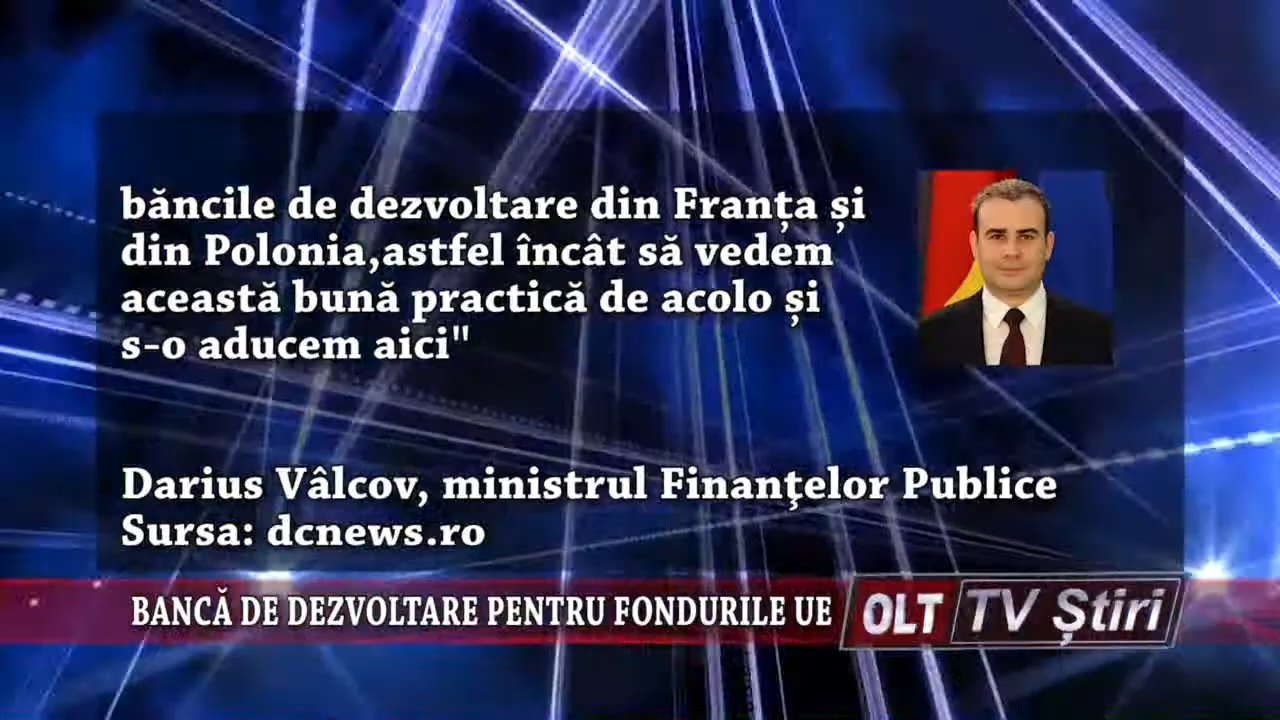 băncile de dezvoltare din Franța și
din Polonia,astfel încât să vedem
această bună practică de acolo și
s-o aducem aici"
Darius Vâlcov, ministrul Finanţelor Publice
Sursa: dcnews.ro
BANCĂ DE DEZVOLTARE PENTRU FONDURILE UE
OLT TV Știri